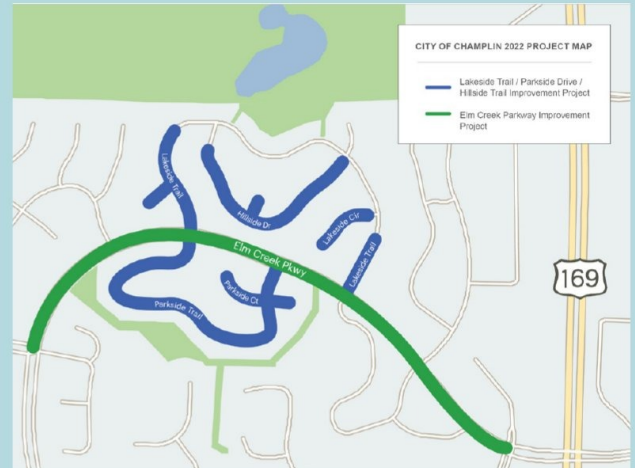 CITY OF CHAMPLIN 2022 PROJECT MAP
Lakeside Trail / Parkside Drive /
Hillside Trail Improvement Project
Elm Creek Parkway Improvement
Project
Lakeside Trail
Hillside Dr
Lakeside Cir
Elm Creek Pkwy
Lakeside Trail
169
Parkside Ct
Parkside Trail